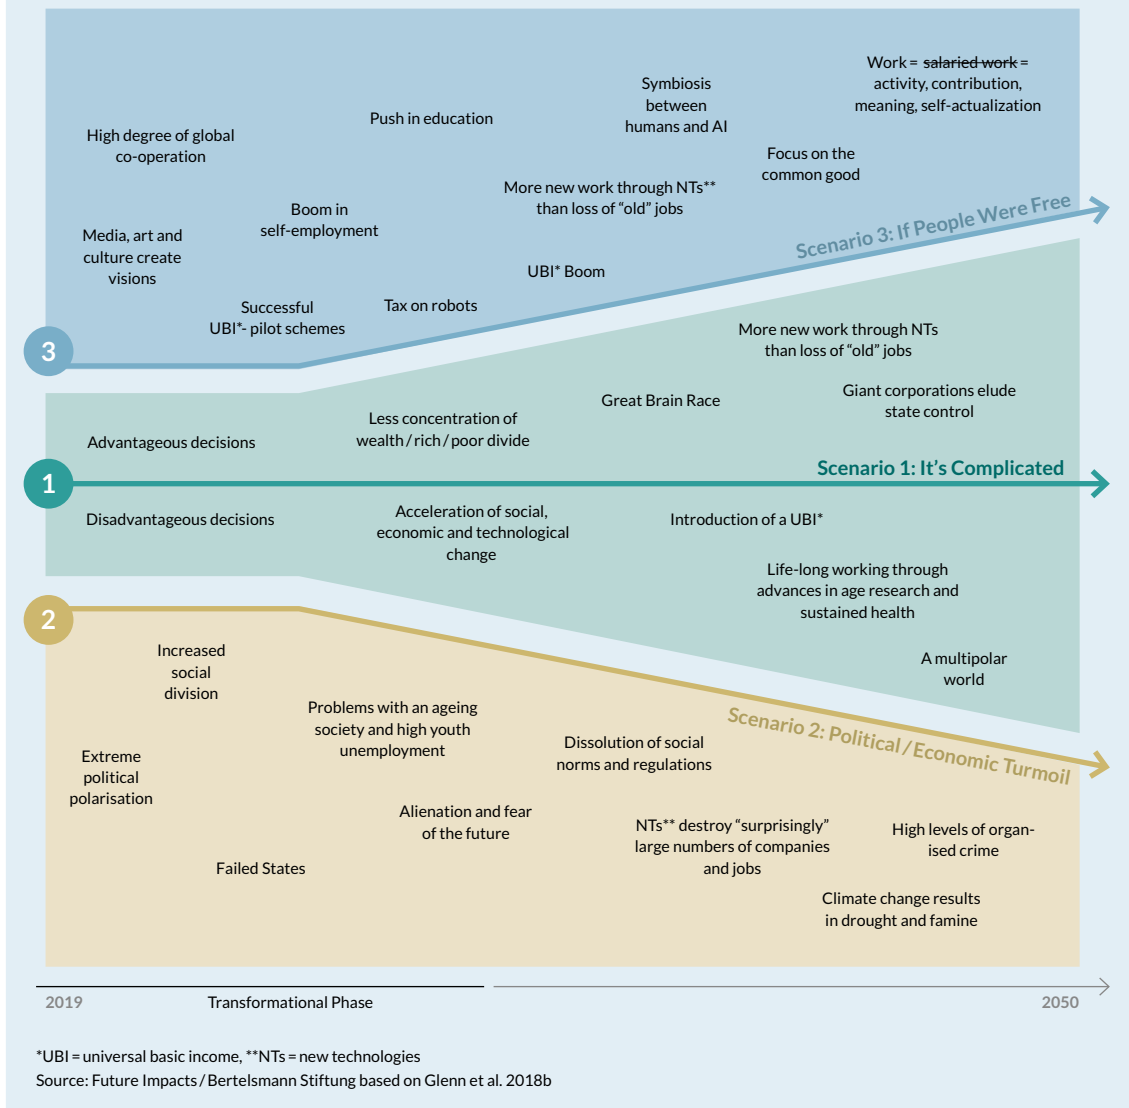 Work = salaried work =
activity, contribution,
meaning, self-actualization
Symbiosis
between
humans and AI
Push in education
High degree of global
co-operation
Focus on the
common good
More new work through NTs**
than loss of “old” jobs
Boom in
self-employment
Media, art and
culture create
visions
Scenario 3: If People Were Free
UBI* Boom
Successful
UBI*- pilot schemes
Tax on robots
3
More new work through NTs
than loss of “old” jobs
Giant corporations elude
state control
Great Brain Race
Less concentration of
wealth / rich / poor divide
Advantageous decisions
Scenario 1: It’s Complicated
1
Disadvantageous decisions
Acceleration of social,
economic and technological
change
Introduction of a UBI*
Life-long working through
advances in age research and
sustained health
A multipolar
world
2
Increased
social
division
Problems with an ageing
society and high youth
unemployment
Scenario 2: Political / Economic Turmoil
Extreme
political
polarisation
Dissolution of social
norms and regulations
Alienation and fear
of the future
NTs** destroy “surprisingly”
large numbers of companies
and jobs
High levels of organ-
ised crime
Failed States
Climate change results
in drought and famine
2019 Transformational Phase 2050
*UBI = universal basic income, **NTs = new technologies
Source: Future Impacts / Bertelsmann Stiftung based on Glenn et al. 2018b